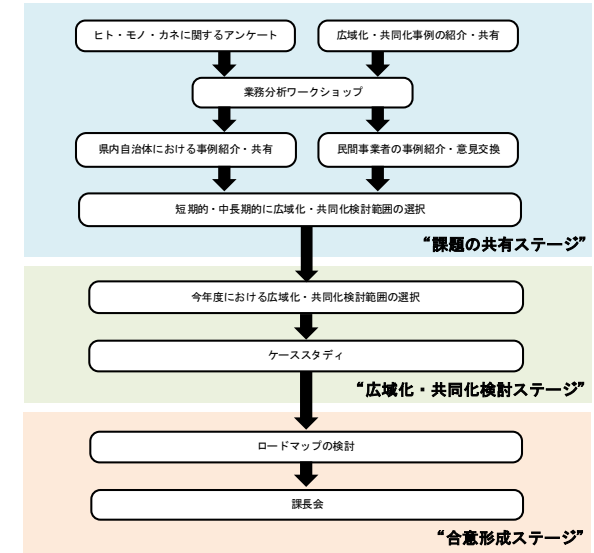 ヒト・モノ・カネに関するアンケート
広域化・共同化事例の紹介・共有
業務分析ワークショップ
県内自治体における事例紹介・共有
民間事業者の事例紹介・意見交換
短期的・中長期的に広域化・共同化検討範囲の選択
“課題の共有ステージ”
今年度における広域化・共同化検討範囲の選択
ケーススタディ
“広域化・共同化検討ステージ”
ロードマップの検討
課長会
“合意形成ステージ”